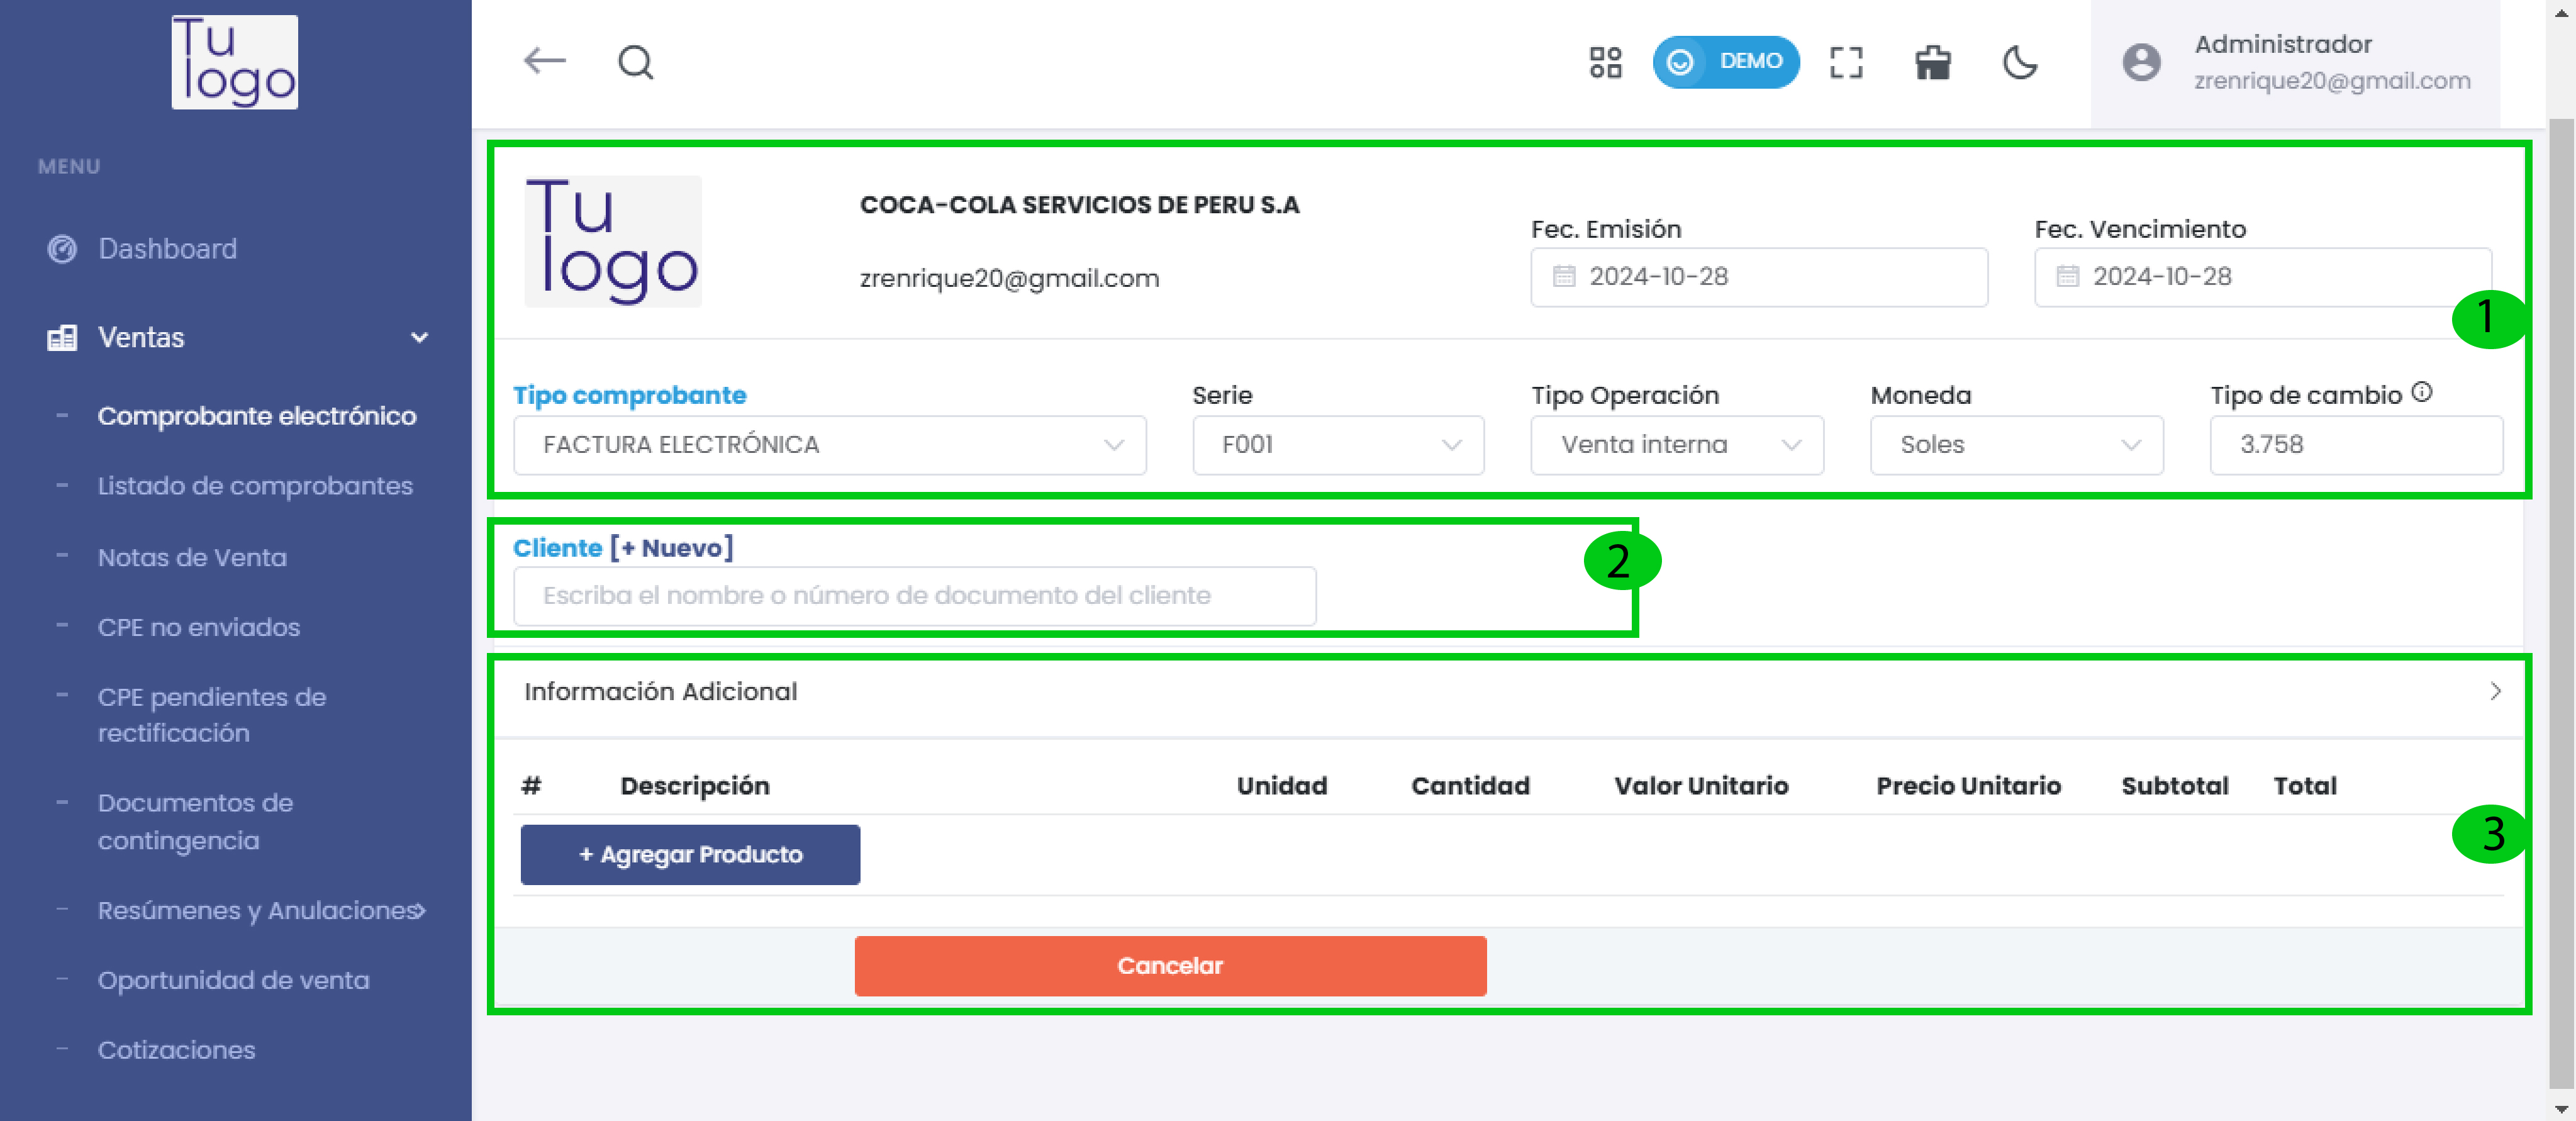 Tu
logo
MENU
Dashboard
Ventas
Comprobante electrónico
Listado de comprobantes
Notas de Venta
CPE no enviados
CPE pendientes de
rectificación
Documentos de
contingencia
Resúmenes y Anulaciones
Oportunidad de venta
Cotizaciones
DEMO
Administrador
zrenrique20@gmail.com
Tu
logo
COCA-COLA SERVICIOS DE PERU S.A
zrenrique20@gmail.com
Fec. Emisión
2024-10-28
Fec. Vencimiento
2024-10-28
1
Tipo comprobante
FACTURA ELECTRÓNICA
Serie
F001
Tipo Operación
Venta interna
Moneda
Soles
Tipo de cambio
3.758
Cliente [+ Nuevo]
Escriba el nombre o número de documento del cliente
2
Información Adicional
# Descripción Unidad Cantidad Valor Unitario Precio Unitario Subtotal Total
+ Agregar Producto
3
Cancelar